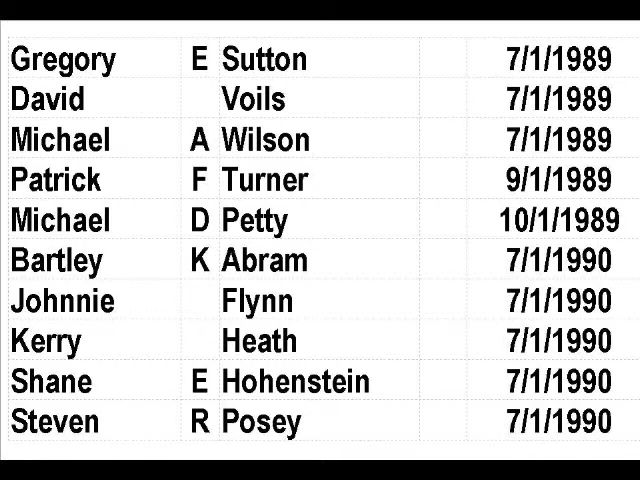 Gregory E Sutton 7/1/1989
David Voils 7/1/1989
Michael A Wilson 7/1/1989
Patrick F Turner 9/1/1989
Michael D Petty 10/1/1989
Bartley K Abram 7/1/1990
Johnnie Flynn 7/1/1990
Kerry Heath 7/1/1990
Shane E Hohenstein 7/1/1990
Steven R Posey 7/1/1990